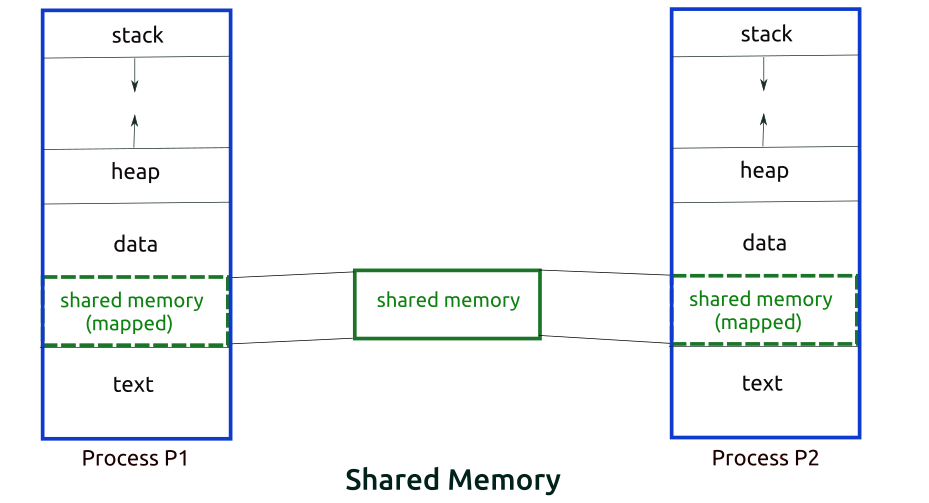 stack
heap
data
shared memory
(mapped)
text
Process P1
shared memory
stack
heap
data
shared memory
(mapped)
text
Process P2
Shared Memory